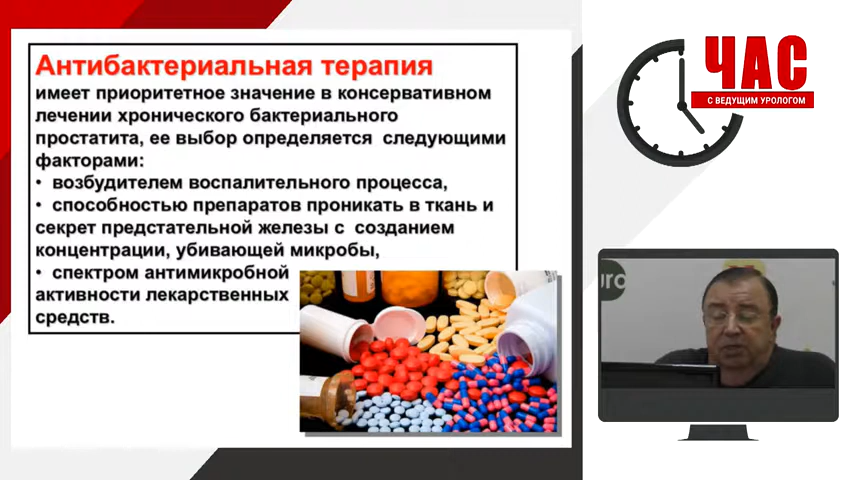 Антибактериальная терапия
имеет приоритетное значение в консервативном
лечении хронического бактериального
простатита, ее выбор определяется следующими
факторами:
• возбудителем воспалительного процесса,
• способностью препаратов проникать в ткань и
секрет предстательной железы с созданием
концентрации, убивающей микробы,
• спектром антимикробной
активности лекарственных
средств.
ЧАС
С ВЕДУЩИМ УРОЛОГОМ
uro